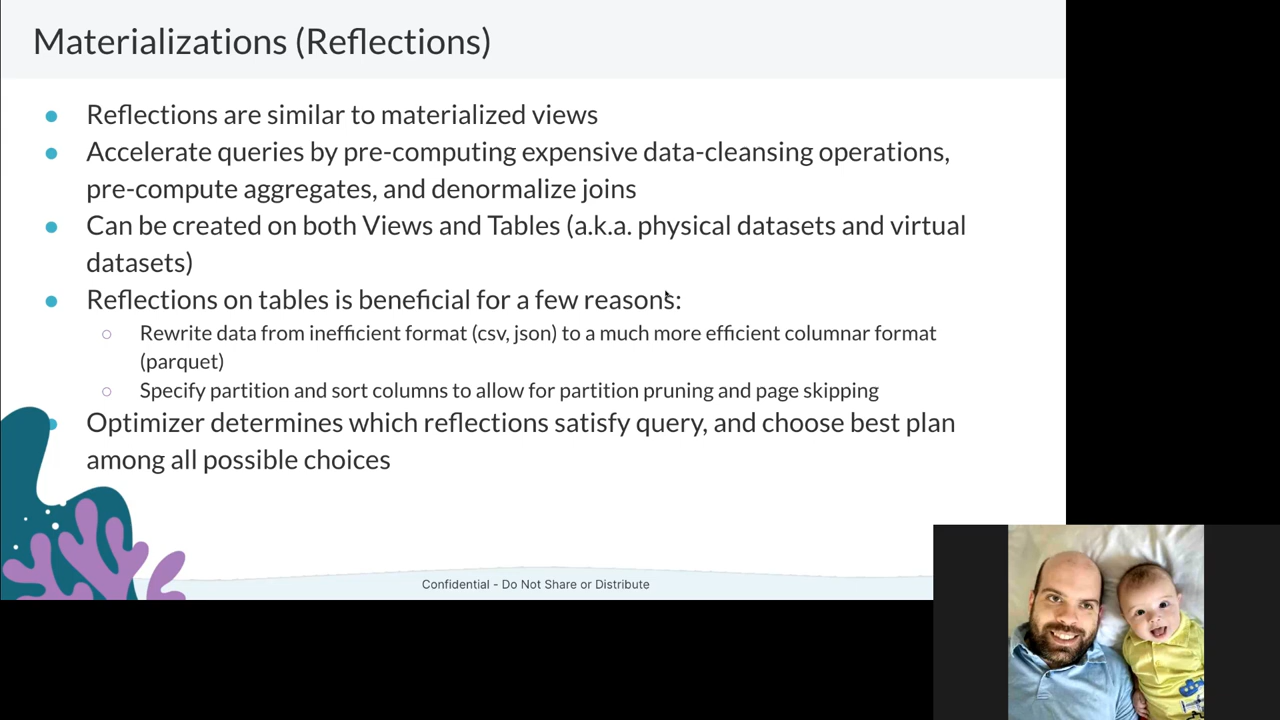 Materializations (Reflections)
Reflections are similar to materialized views
Accelerate queries by pre-computing expensive data-cleansing operations,
pre-compute aggregates, and denormalize joins
Can be created on both Views and Tables (a.k.a. physical datasets and virtual
datasets)
Reflections on tables is beneficial for a few reasons:
Rewrite data from inefficient format (csv, json) to a much more efficient columnar format
(parquet)
Specify partition and sort columns to allow for partition pruning and page skipping
Optimizer determines which reflections satisfy query, and choose best plan
among all possible choices
Confidential - Do Not Share or Distribute